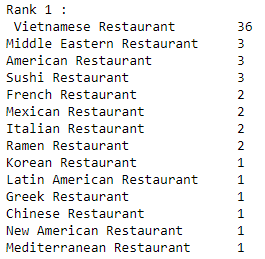 Rank 1 :
 Vietnamese Restaurant        36
Middle Eastern Restaurant     3
American Restaurant           3
Sushi Restaurant              3
French Restaurant             2
Mexican Restaurant            2
Italian Restaurant            2
Ramen Restaurant              2
Korean Restaurant             1
Latin American Restaurant     1
Greek Restaurant              1
Chinese Restaurant            1
New American Restaurant       1
Mediterranean Restaurant      1